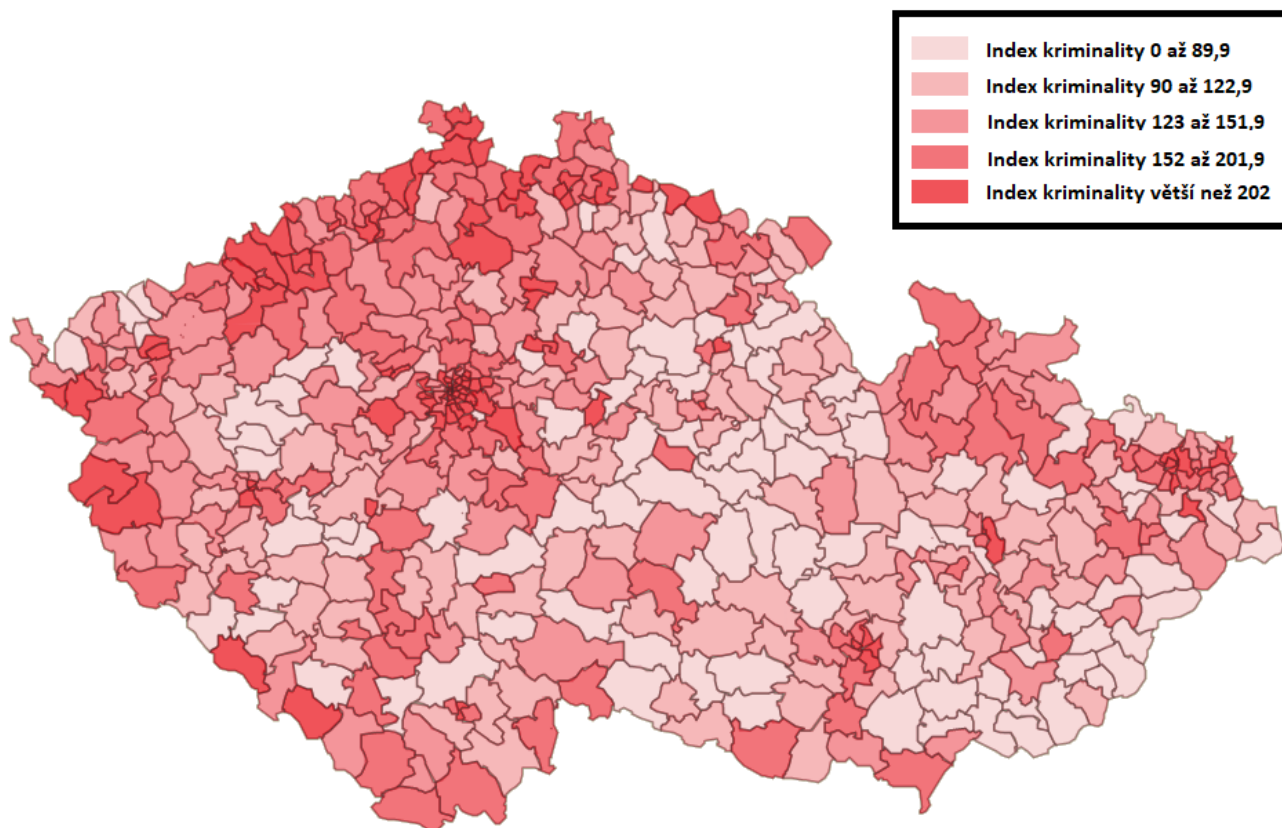 Index kriminality 0 až 89,9
Index kriminality 90 až 122,9
Index kriminality 123 až 151,9
Index kriminality 152 až 201,9
Index kriminality větší než 202